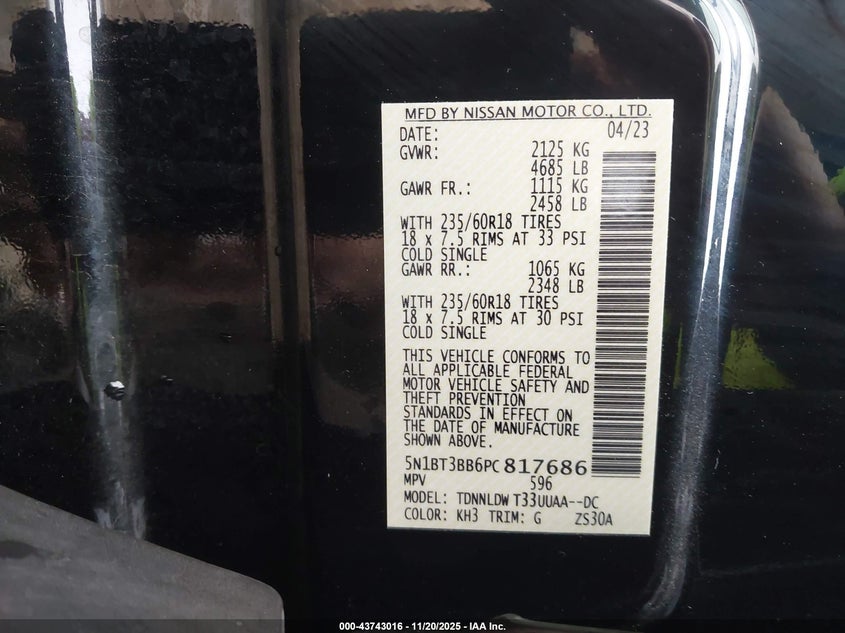 MFD BY NISSAN MOTOR CO., LTD.
DATE: 04/23
GVWR: 2125 KG
4685 LB
GAWR FR.: 1115 KG
2458 LB
WITH 235/60R18 TIRES
18 x 7.5 RIMS AT 33 PSI
COLD SINGLE
GAWR RR.: 1065 KG
2348 LB
WITH 235/60R18 TIRES
18 x 7.5 RIMS AT 30 PSI
COLD SINGLE
THIS VEHICLE CONFORMS TO
ALL APPLICABLE FEDERAL
MOTOR VEHICLE SAFETY AND
THEFT PREVENTION
STANDARDS IN EFFECT ON
THE DATE OF MANUFACTURE
SHOWN ABOVE.
5N1BT3BB6PC817686
MPV 596
MODEL: TDNNLDW T33UUAA--DC
COLOR: KH3 TRIM: G ZS30A
000-43743016 - 11/20/2025 - IAA Inc.